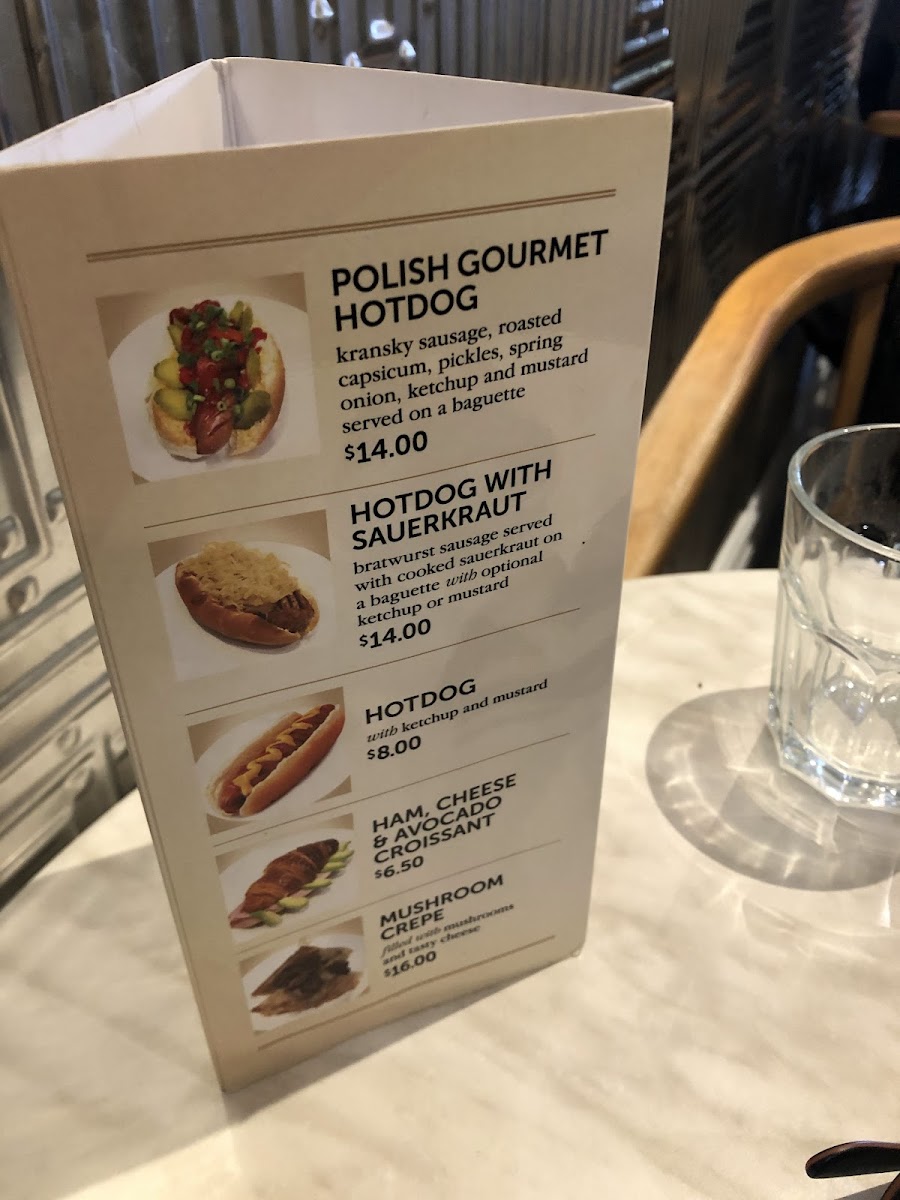 POLISH GOURMET
HOTDOG
kransky sausage, roasted
capsicum, pickles, spring
onion, ketchup and mustard
served on a baguette
$14.00
HOTDOG WITH
SAUERKRAUT
bratwurst sausage served
with cooked sauerkraut on
a baguette with optional
ketchup or mustard
$14.00
HOTDOG
with ketchup and mustard
$8.00
HAM, CHEESE
& AVOCADO
CROISSANT
$6.50
MUSHROOM
CREPE
filled with mushrooms
and tasty cheese
$16.00